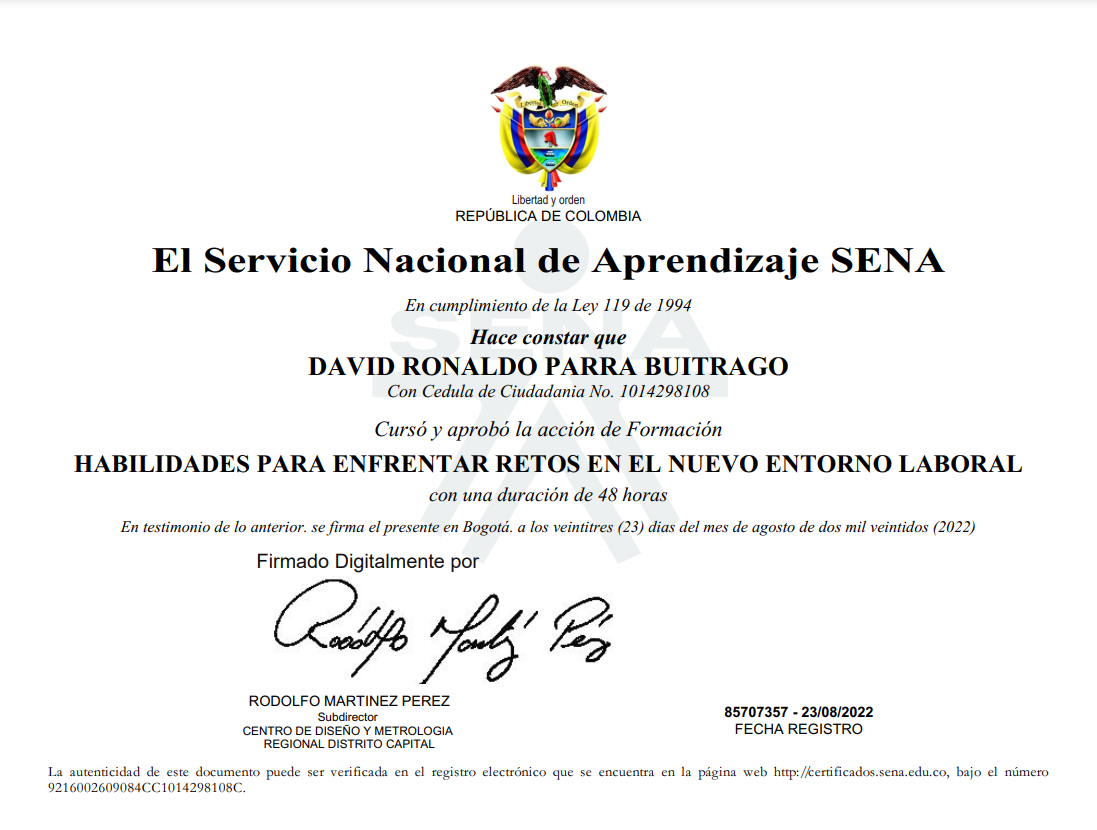 Libertad y Orden
Libertad y orden
REPÚBLICA DE COLOMBIA
El Servicio Nacional de Aprendizaje SENA
En cumplimiento de la Ley 119 de 1994
SENA
Hace constar que
DAVID RONALDO PARRA BUITRAGO
Con Cedula de Ciudadania No. 1014298108
Cursó y aprobó la acción de Formación
HABILIDADES PARA ENFRENTAR RETOS EN EL NUEVO ENTORNO LABORAL
con una duración de 48 horas
En testimonio de lo anterior. se firma el presente en Bogotá. a los veintitres (23) dias del mes de agosto de dos mil veintidos (2022)
Firmado Digitalmente por
Rodolfo Martínez Pérez
RODOLFO MARTINEZ PEREZ
Subdirector
CENTRO DE DISEÑO Y METROLOGIA
REGIONAL DISTRITO CAPITAL
85707357 - 23/08/2022
FECHA REGISTRO
La autenticidad de este documento puede ser verificada en el registro electrónico que se encuentra en la página web http://certificados.sena.edu.co, bajo el número
9216002609084CC1014298108C.